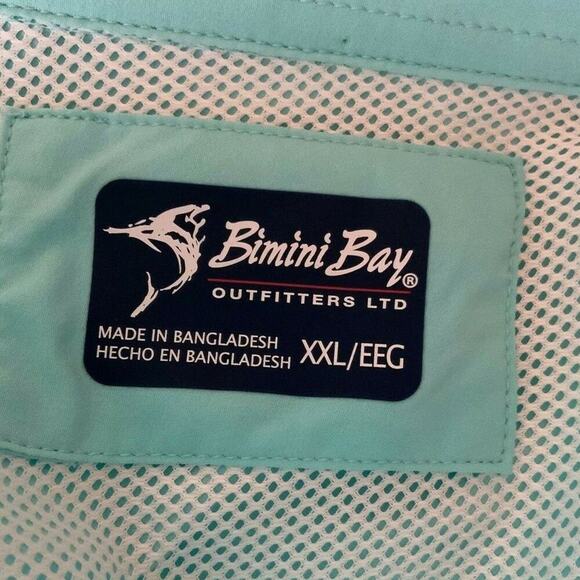 Bimini Bay®
OUTFITTERS LTD
MADE IN BANGLADESH
HECHO EN BANGLADESH
XXL/EEG